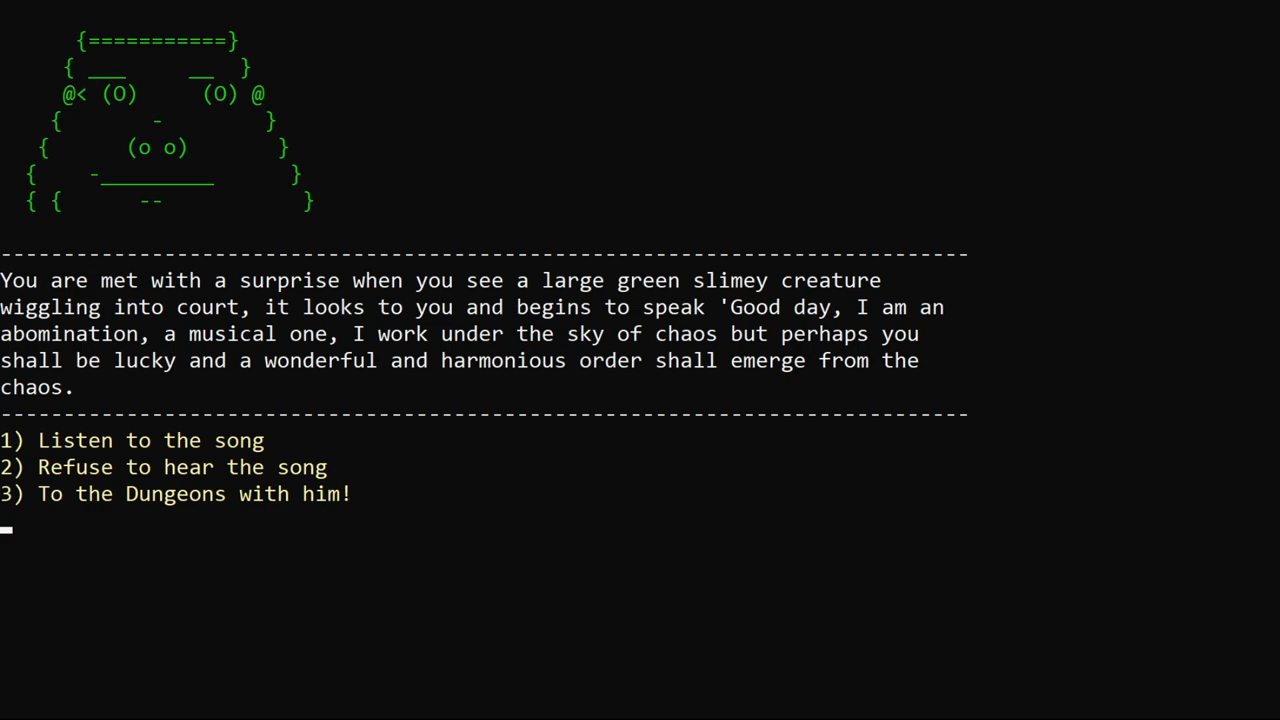 {===========}
{ ___     __  }
@< (O)     (O) @
{       -        }
{      (o o)       }
{    -_________      }
{ {      --           }
-----------------------------------------------------------------------------
You are met with a surprise when you see a large green slimey creature
wiggling into court, it looks to you and begins to speak 'Good day, I am an
abomination, a musical one, I work under the sky of chaos but perhaps you
shall be lucky and a wonderful and harmonious order shall emerge from the
chaos.
-----------------------------------------------------------------------------
1) Listen to the song
2) Refuse to hear the song
3) To the Dungeons with him!